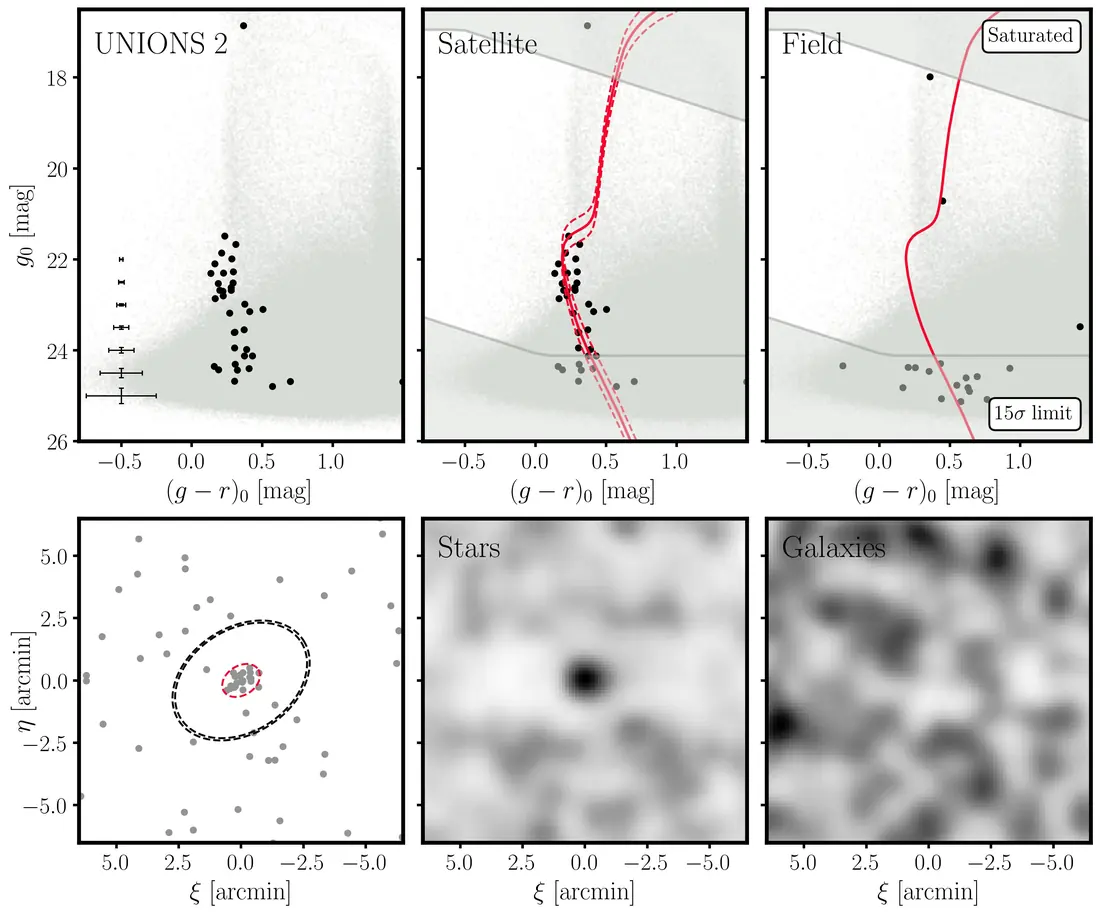 UNIONS 2
Satellite
Field
Saturated
15σ limit
g₀ [mag]
18
20
22
24
26
−0.5 0.0 0.5 1.0
−0.5 0.0 0.5 1.0
−0.5 0.0 0.5 1.0
(g − r)₀ [mag]
(g − r)₀ [mag]
(g − r)₀ [mag]
Stars
Galaxies
η [arcmin]
5.0
2.5
0.0
−2.5
−5.0
5.0 2.5 0.0 −2.5 −5.0
5.0 2.5 0.0 −2.5 −5.0
5.0 2.5 0.0 −2.5 −5.0
ξ [arcmin]
ξ [arcmin]
ξ [arcmin]